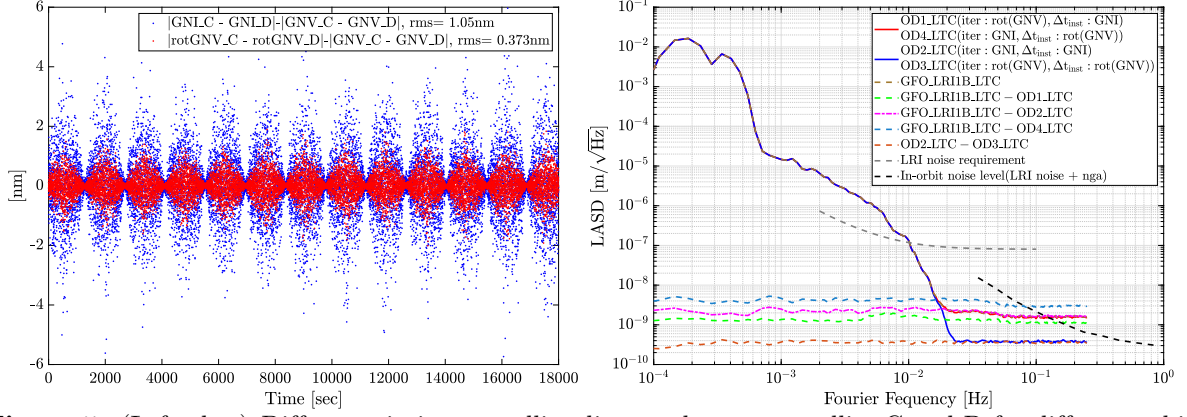 |GNI_C - GNI_D|-|GNV_C - GNV_D|, rms= 1.05nm
|rotGNV_C - rotGNV_D|-|GNV_C - GNV_D|, rms= 0.373nm
6
4
2
0
-2
-4
-6
[nm]
0 2000 4000 6000 8000 10000 12000 14000 16000 18000
Time [sec]
OD1_LTC(iter : rot(GNV), Δt_inst : GNI)
OD4_LTC(iter : GNI, Δt_inst : rot(GNV))
OD2_LTC(iter : GNI, Δt_inst : GNI)
OD3_LTC(iter : rot(GNV), Δt_inst : rot(GNV))
GFO_LRI1B_LTC
GFO_LRI1B_LTC − OD1_LTC
GFO_LRI1B_LTC − OD2_LTC
GFO_LRI1B_LTC − OD4_LTC
OD2_LTC − OD3_LTC
LRI noise requirement
In-orbit noise level(LRI noise + nga)
10^−1
10^−2
10^−3
10^−4
10^−5
10^−6
10^−7
10^−8
10^−9
10^−10
LASD [m/√Hz]
10^−4 10^−3 10^−2 10^−1 10^0
Fourier Fequency [Hz]